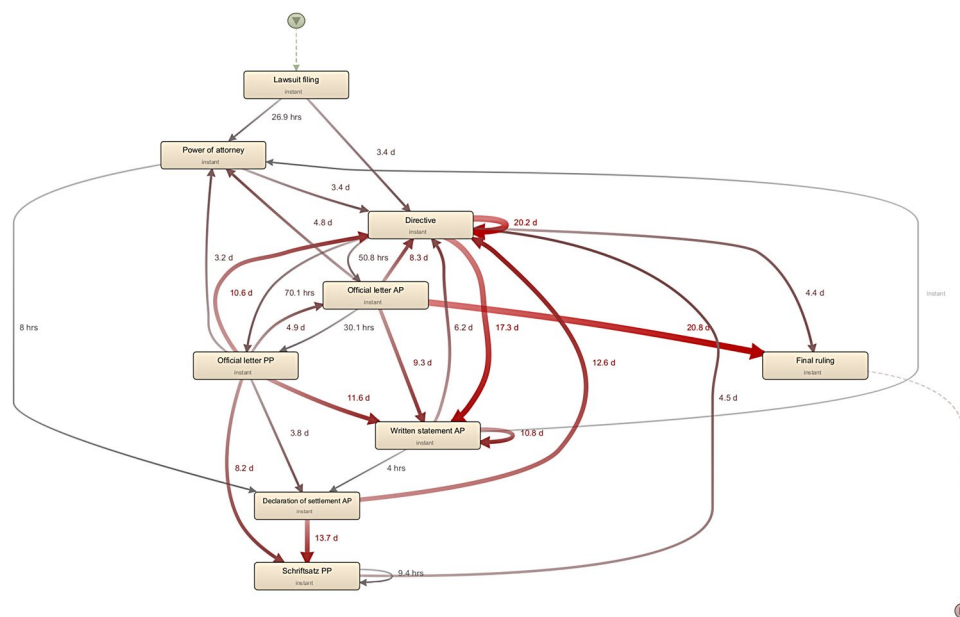 Lawsuit filing
instant
26.9 hrs
Power of attorney
instant
3.4 d
3.4 d
Directive
instant
20.2 d
4.8 d
3.2 d
50.8 hrs
8.3 d
10.6 d
70.1 hrs
Official letter AP
instant
4.4 d
instant
8 hrs
4.9 d
30.1 hrs
6.2 d
17.3 d
20.8 d
Official letter PP
instant
9.3 d
12.6 d
Final ruling
instant
11.6 d
4.5 d
3.8 d
Written statement AP
instant
10.8 d
8.2 d
4 hrs
Declaration of settlement AP
instant
13.7 d
Schriftsatz PP
instant
9.4 hrs